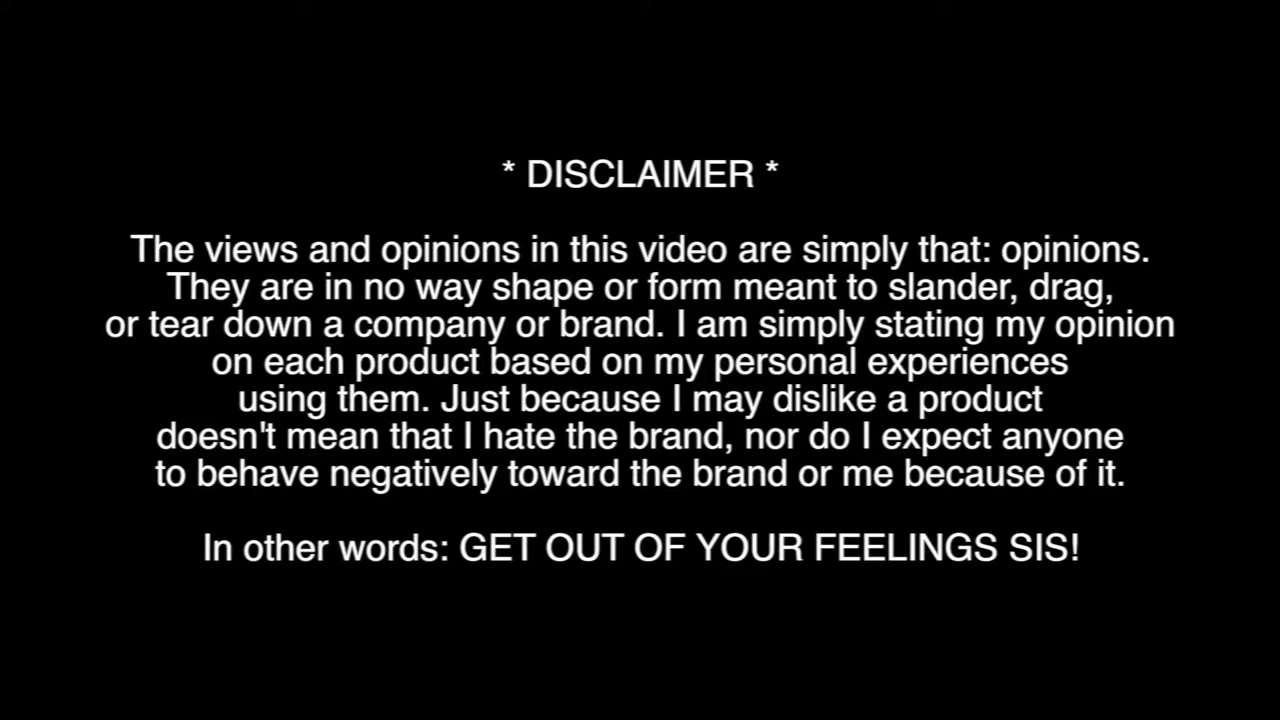 * DISCLAIMER *
The views and opinions in this video are simply that: opinions.
They are in no way shape or form meant to slander, drag,
or tear down a company or brand. I am simply stating my opinion
on each product based on my personal experiences
using them. Just because I may dislike a product
doesn't mean that I hate the brand, nor do I expect anyone
to behave negatively toward the brand or me because of it.
In other words: GET OUT OF YOUR FEELINGS SIS!